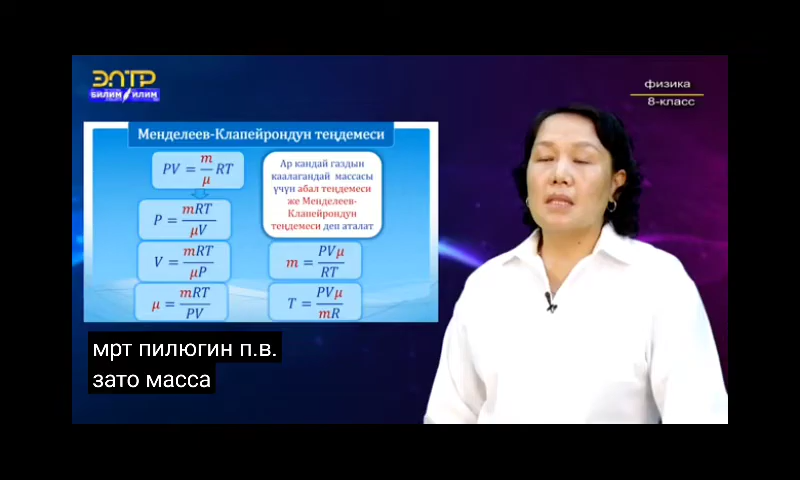 ЭЛТР
БИЛИМ ИЛИМ
физика
8-класс
Менделеев-Клапейрондун теңдемеси
PV = m/μ RT
P = mRT/μV
V = mRT/μP
μ = mRT/PV
Ар кандай газдын
каалагандай массасы
үчүн абал теңдемеси
же Менделеев-
Клапейрондун
теңдемеси деп аталат
m = PVμ/RT
T = PVμ/mR
мрт пилюгин п.в.
зато масса